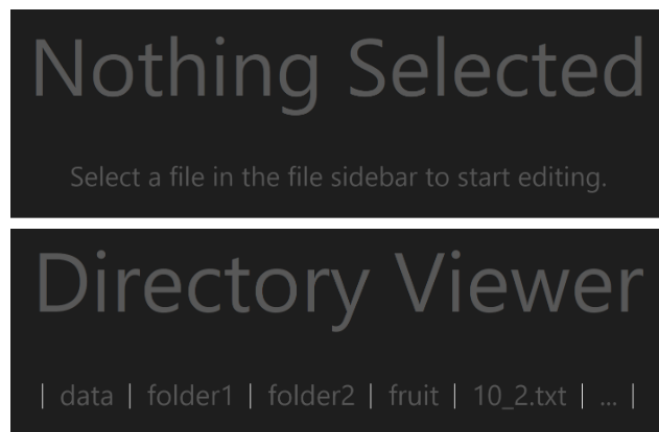 Nothing Selected
Select a file in the file sidebar to start editing.
Directory Viewer
| data | folder1 | folder2 | fruit | 10_2.txt | ... |